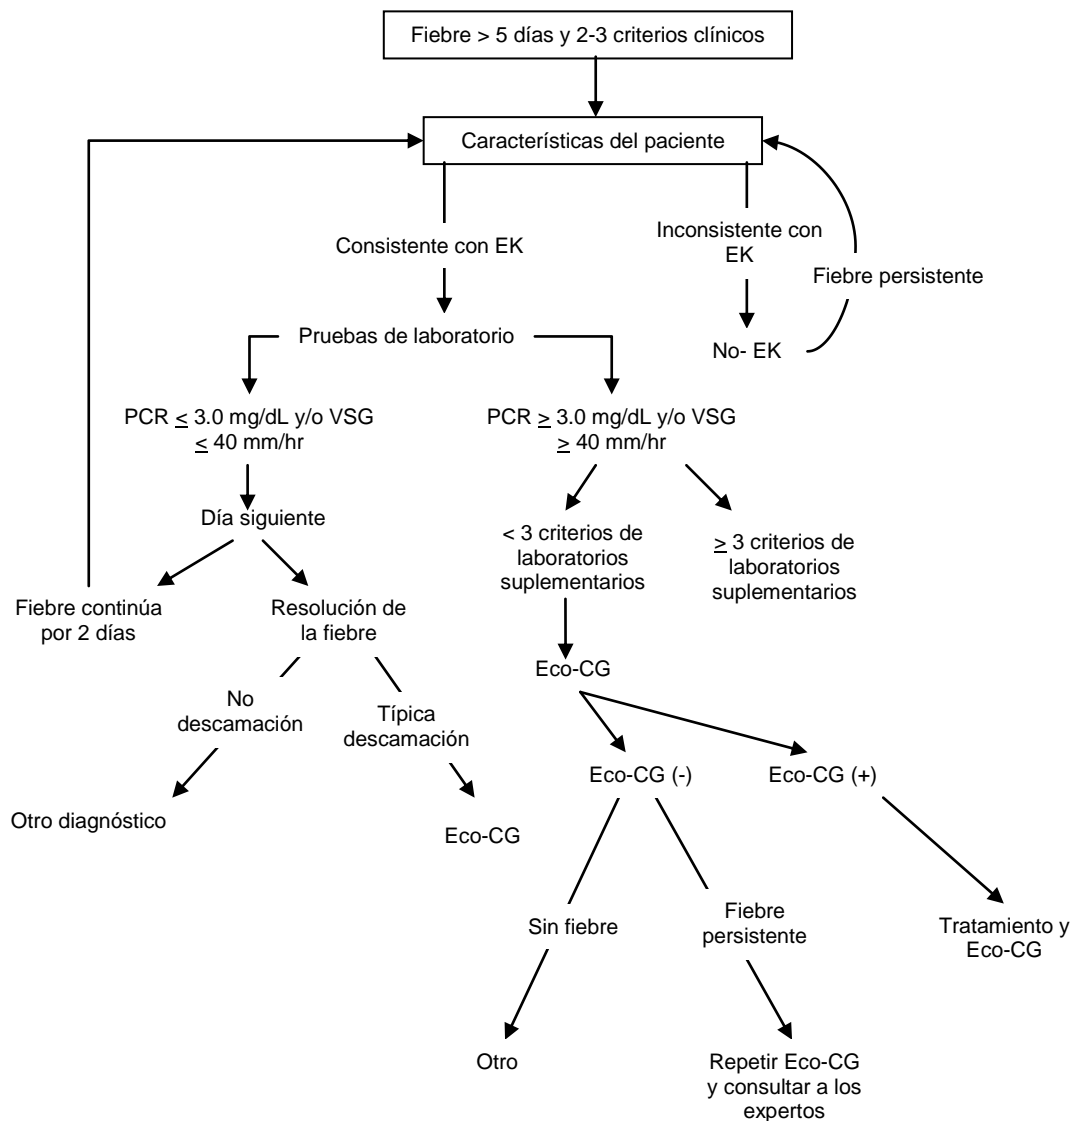 Fiebre > 5 días y 2-3 criterios clínicos
Características del paciente
Consistente con EK
Inconsistente con
EK
Fiebre persistente
Pruebas de laboratorio
No- EK
PCR ≤ 3.0 mg/dL y/o VSG
≤ 40 mm/hr
PCR ≥ 3.0 mg/dL y/o VSG
≥ 40 mm/hr
Día siguiente
< 3 criterios de
laboratorios
suplementarios
≥ 3 criterios de
laboratorios
suplementarios
Fiebre continúa
por 2 días
Resolución de
la fiebre
Eco-CG
No
descamación
Típica
descamación
Eco-CG (-)
Eco-CG (+)
Otro diagnóstico
Eco-CG
Sin fiebre
Fiebre
persistente
Tratamiento y
Eco-CG
Otro
Repetir Eco-CG
y consultar a los
expertos